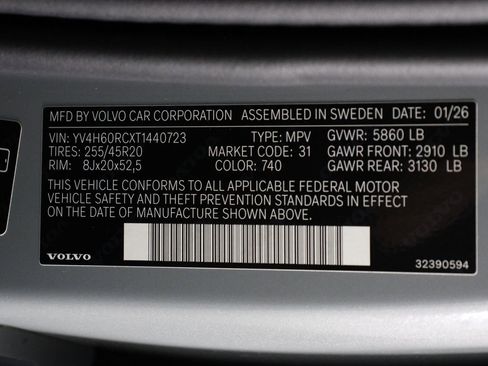 MFD BY VOLVO CAR CORPORATION ASSEMBLED IN SWEDEN DATE: 01/26
VIN: YV4H60RCXT1440723 TYPE: MPV GVWR: 5860 LB
TIRES: 255/45R20 MARKET CODE: 31 GAWR FRONT: 2910 LB
RIM: 8Jx20x52,5 COLOR: 740 GAWR REAR: 3130 LB
THIS VEHICLE CONFORMS TO ALL APPLICABLE FEDERAL MOTOR
VEHICLE SAFETY AND THEFT PREVENTION STANDARDS IN EFFECT
ON THE DATE OF MANUFACTURE SHOWN ABOVE.
VOLVO 32390594